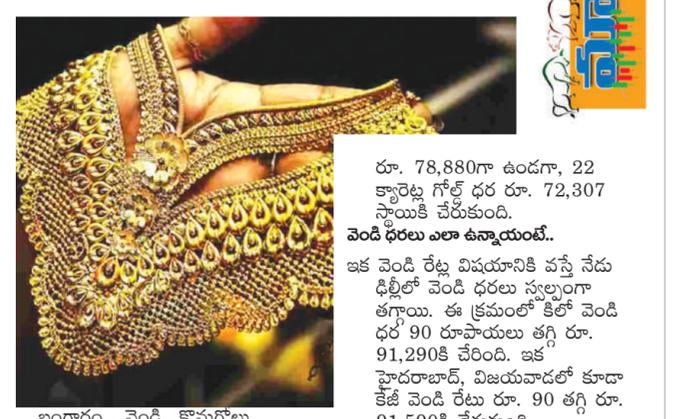 రూ. 78,880గా ఉండగా, 22
క్యారెట్ల గోల్డ్ ధర రూ. 72,307
స్థాయికి చేరుకుంది.
వెండి ధరలు ఎలా ఉన్నాయంటే..
ఇక వెండి రేట్ల విషయానికి వస్తే నేడు
ఢిల్లీలో వెండి ధరలు స్వల్పంగా
తగ్గాయి. ఈ క్రమంలో కిలో వెండి
ధర 90 రూపాయలు తగ్గి రూ.
91,290కి చేరింది. ఇక
హైదరాబాద్, విజయవాడలో కూడా
కేజీ వెండి రేటు రూ. 90 తగ్గి రూ.
బంగారం, వెండి కొనుగోలు